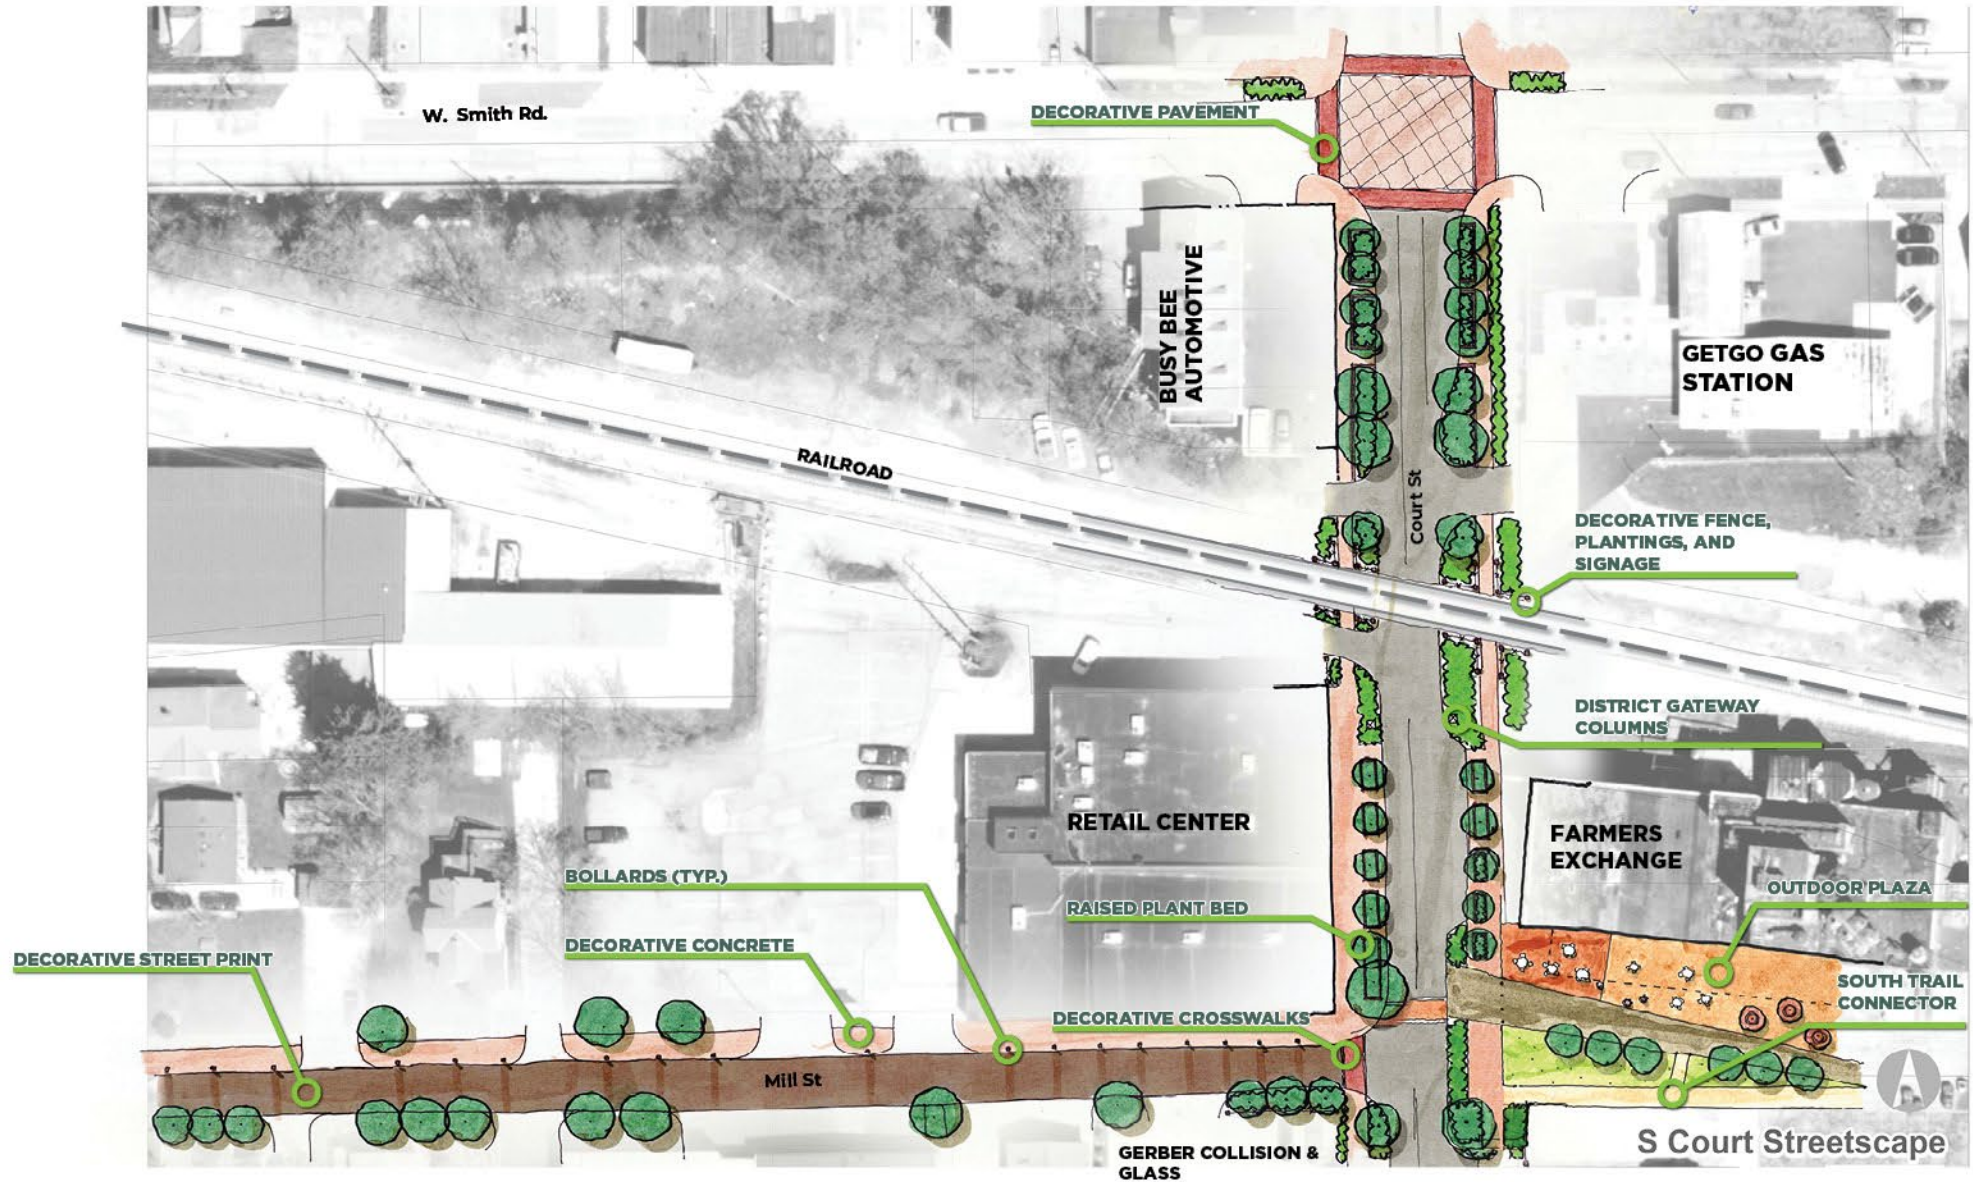 W. Smith Rd.
DECORATIVE PAVEMENT
BUSY BEE
AUTOMOTIVE
GETGO GAS
STATION
RAILROAD
Court St
DECORATIVE FENCE,
PLANTINGS, AND
SIGNAGE
DISTRICT GATEWAY
COLUMNS
RETAIL CENTER
FARMERS
EXCHANGE
BOLLARDS (TYP.)
OUTDOOR PLAZA
RAISED PLANT BED
DECORATIVE CONCRETE
DECORATIVE STREET PRINT
SOUTH TRAIL
CONNECTOR
DECORATIVE CROSSWALKS
Mill St
S Court Streetscape
GERBER COLLISION &
GLASS